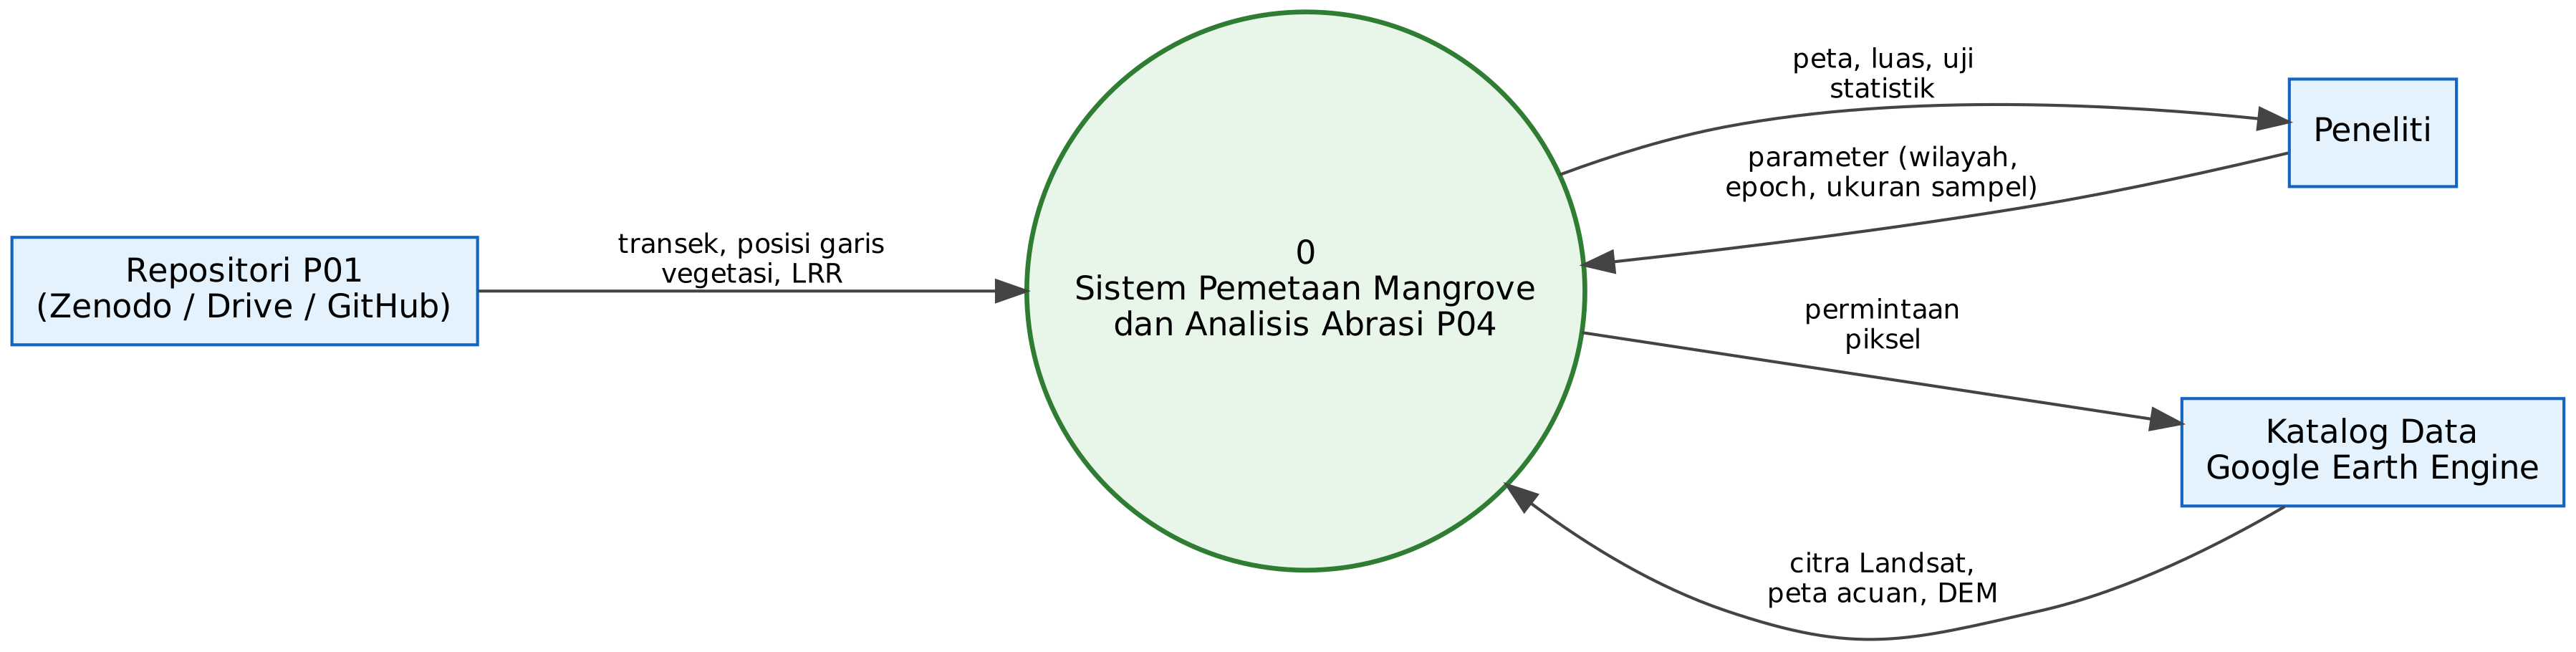 peta, luas, uji
statistik
Peneliti
parameter (wilayah,
epoch, ukuran sampel)
transek, posisi garis
vegetasi, LRR
Repositori P01
(Zenodo / Drive / GitHub)
0
Sistem Pemetaan Mangrove
dan Analisis Abrasi P04
permintaan
piksel
Katalog Data
Google Earth Engine
citra Landsat,
peta acuan, DEM